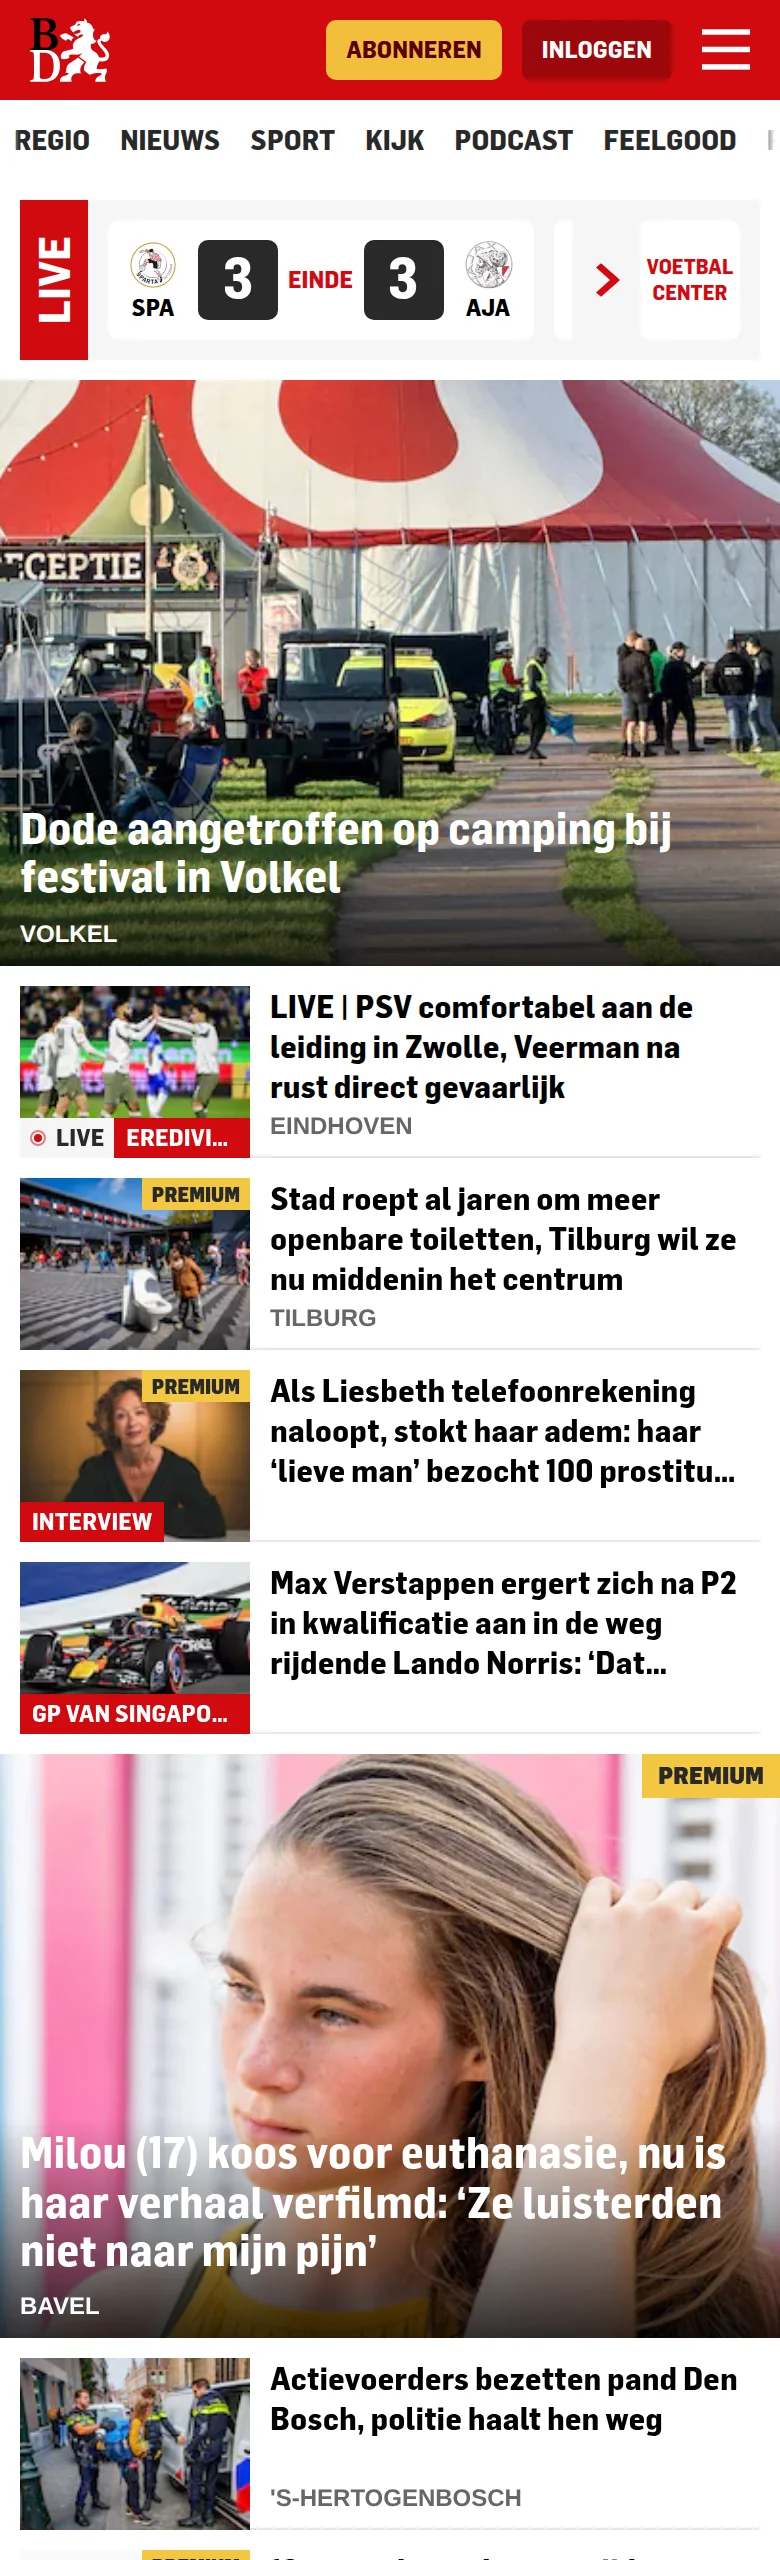 BD
ABONNEREN
INLOGGEN
REGIO NIEUWS SPORT KIJK PODCAST FEELGOOD
LIVE
SPARTA
SPA
3
EINDE
3
AJA
VOETBAL
CENTER
CEPTIE
Dode aangetroffen op camping bij
festival in Volkel
VOLKEL
LIVE EREDIVI...
LIVE | PSV comfortabel aan de
leiding in Zwolle, Veerman na
rust direct gevaarlijk
EINDHOVEN
PREMIUM
Stad roept al jaren om meer
openbare toiletten, Tilburg wil ze
nu middenin het centrum
TILBURG
PREMIUM
INTERVIEW
Als Liesbeth telefoonrekening
naloopt, stokt haar adem: haar
‘lieve man’ bezocht 100 prostitu...
GP VAN SINGAPO...
Max Verstappen ergert zich na P2
in kwalificatie aan in de weg
rijdende Lando Norris: ‘Dat...
PREMIUM
Milou (17) koos voor euthanasie, nu is
haar verhaal verfilmd: ‘Ze luisterden
niet naar mijn pijn’
BAVEL
Actievoerders bezetten pand Den
Bosch, politie haalt hen weg
'S-HERTOGENBOSCH